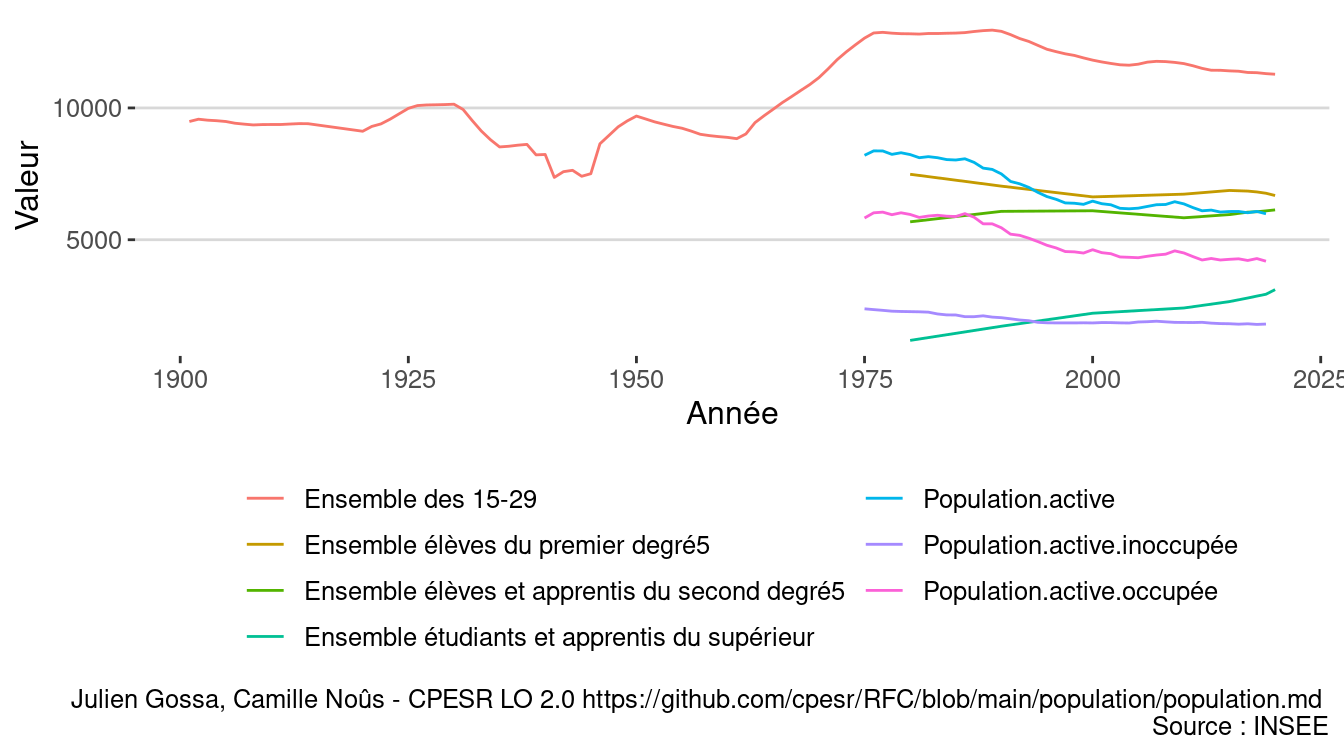 Valeur
10000
5000
1900 1925 1950 1975 2000 2025
Année
Ensemble des 15-29
Ensemble élèves du premier degré5
Ensemble élèves et apprentis du second degré5
Ensemble étudiants et apprentis du supérieur
Population.active
Population.active.inoccupée
Population.active.occupée
Julien Gossa, Camille Noûs - CPESR LO 2.0 https://github.com/cpesr/RFC/blob/main/population/population.md
Source : INSEE